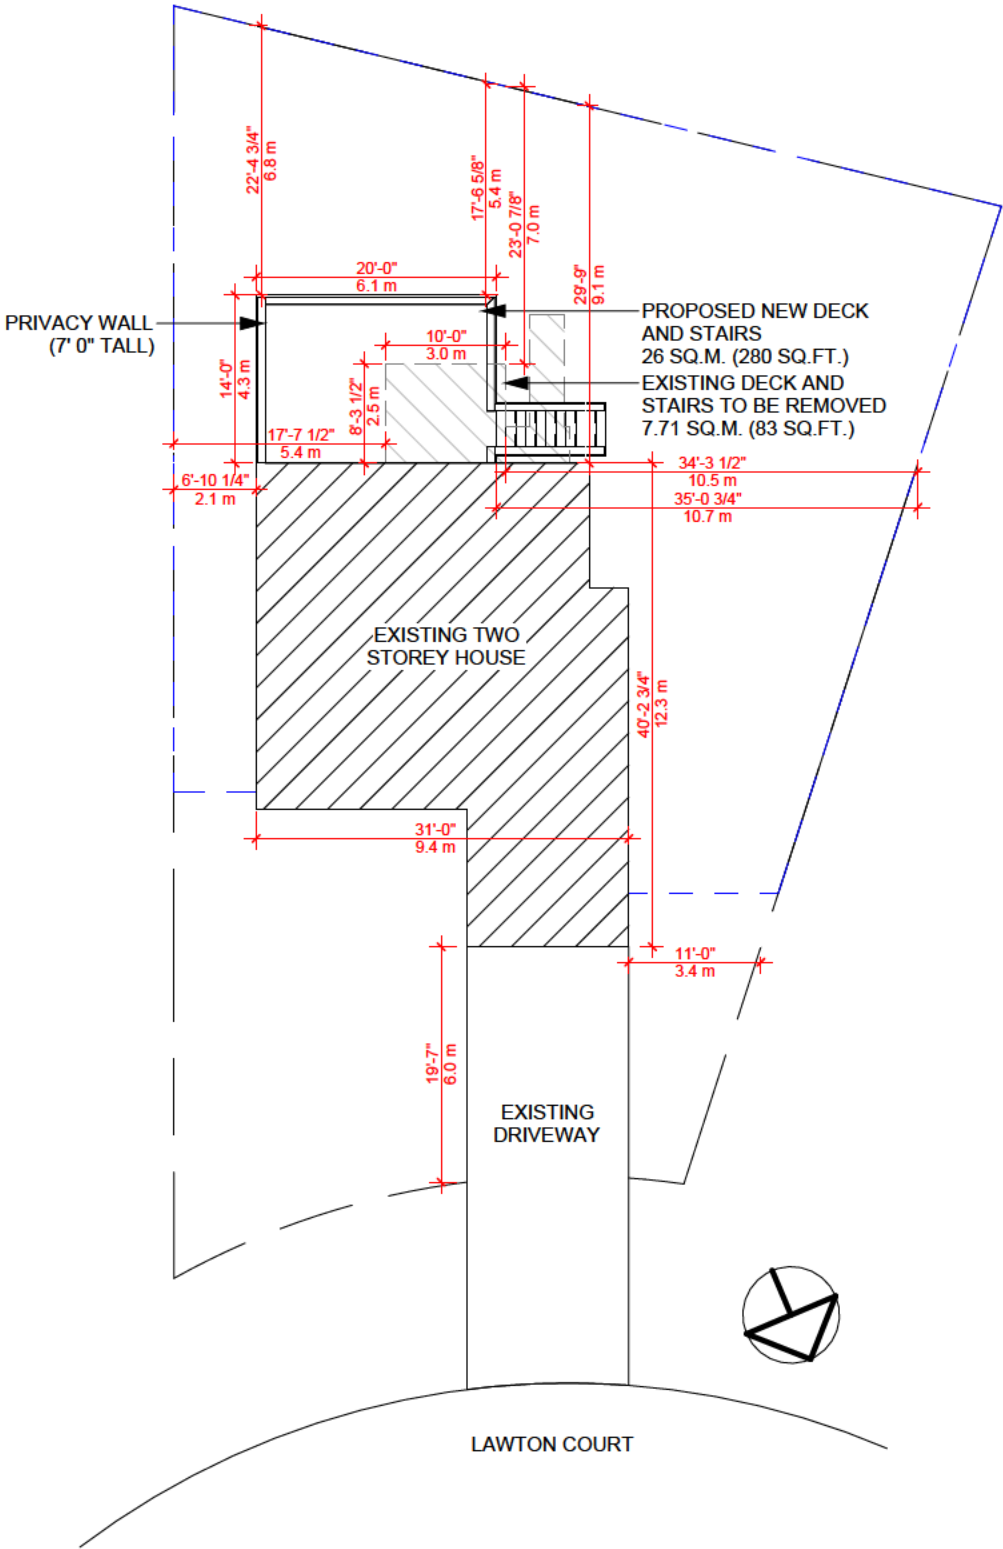 22'-4 3/4"
6.8 m
17'-6 5/8"
5.4 m
23'-0 7/8"
7.0 m
29'-9"
9.1 m
20'-0"
6.1 m
PRIVACY WALL
(7' 0" TALL)
PROPOSED NEW DECK
AND STAIRS
26 SQ.M. (280 SQ.FT.)
EXISTING DECK AND
STAIRS TO BE REMOVED
7.71 SQ.M. (83 SQ.FT.)
10'-0"
3.0 m
14'-0"
4.3 m
8'-3 1/2"
2.5 m
17'-7 1/2"
5.4 m
6'-10 1/4"
2.1 m
34'-3 1/2"
10.5 m
35'-0 3/4"
10.7 m
EXISTING TWO
STOREY HOUSE
40'-2 3/4"
12.3 m
31'-0"
9.4 m
11'-0"
3.4 m
19'-7"
6.0 m
EXISTING
DRIVEWAY
LAWTON COURT